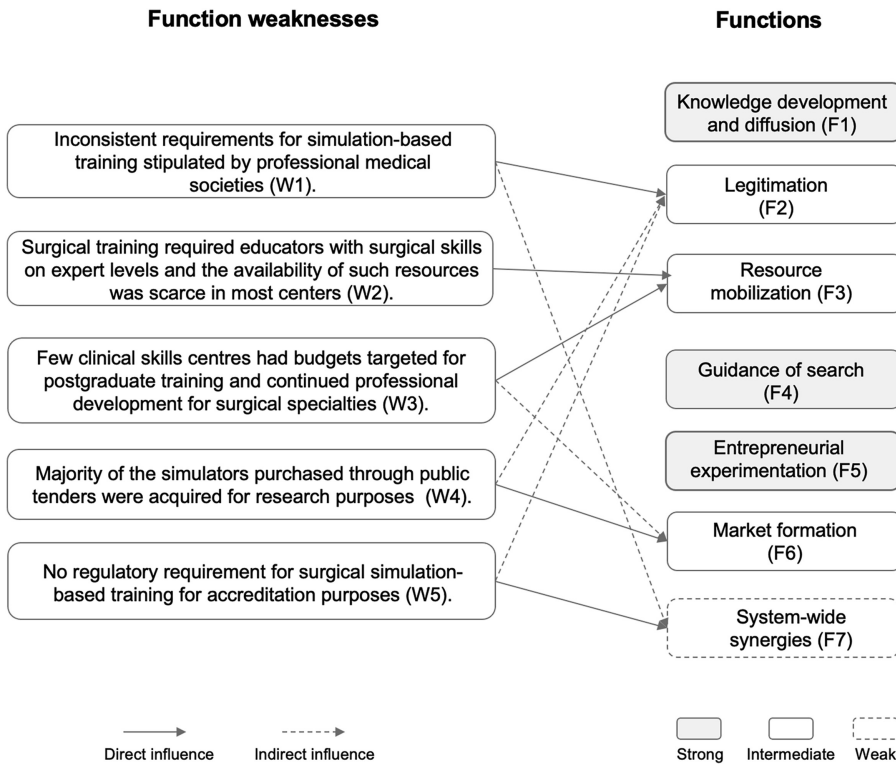 Function weaknesses
Functions
Inconsistent requirements for simulation-based
training stipulated by professional medical
societies (W1).
Surgical training required educators with surgical skills
on expert levels and the availability of such resources
was scarce in most centers (W2).
Few clinical skills centres had budgets targeted for
postgraduate training and continued professional
development for surgical specialties (W3).
Majority of the simulators purchased through public
tenders were acquired for research purposes (W4).
No regulatory requirement for surgical simulation-
based training for accreditation purposes (W5).
Knowledge development
and diffusion (F1)
Legitimation
(F2)
Resource
mobilization (F3)
Guidance of search
(F4)
Entrepreneurial
experimentation (F5)
Market formation
(F6)
System-wide
synergies (F7)
Direct influence
Indirect influence
Strong
Intermediate
Weak